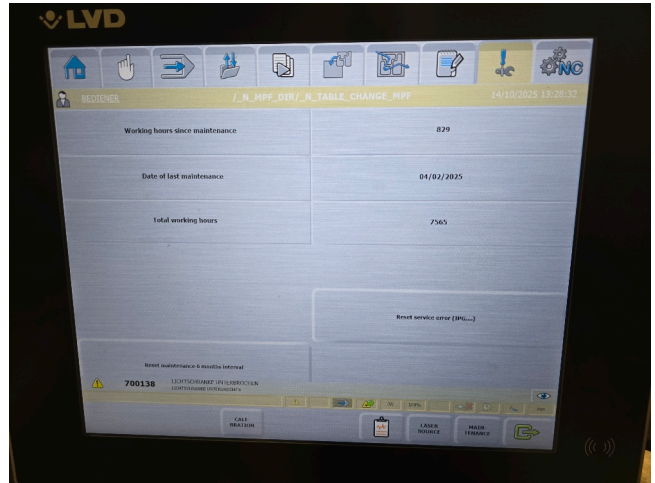 LVD
NC
BEDIENER
/_N_MPF_DIR/_N_TABLE_CHANGE_MPF
14/10/2025 13:28:32
Working hours since maintenance
829
Date of last maintenance
04/02/2025
Total working hours
7565
Reset service error [IPG...]
Reset maintenance 6 months interval
700138
LICHTSCHRANKE UNTERBROCHEN
CALI-
BRATION
LASER
SOURCE
MAIN-
TENANCE